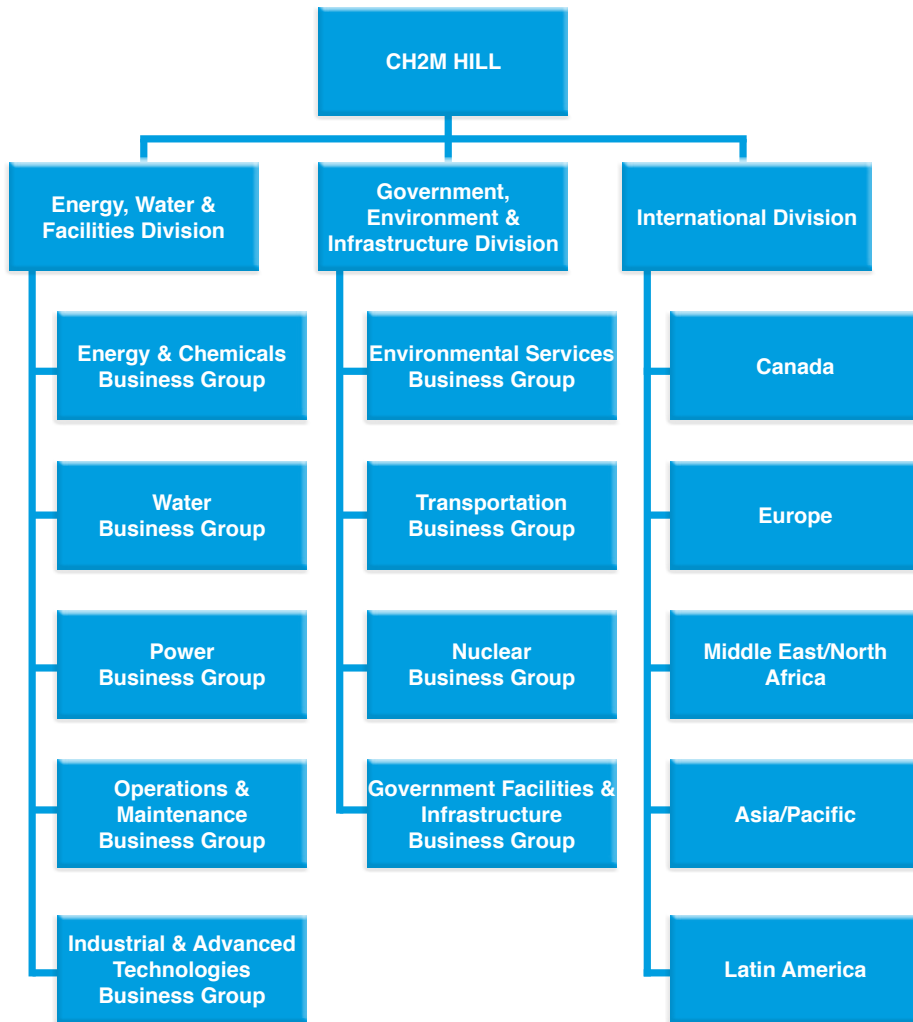 CH2M HILL
Energy, Water &
Facilities Division
Government,
Environment &
Infrastructure Division
International Division
Energy & Chemicals
Business Group
Water
Business Group
Power
Business Group
Operations &
Maintenance
Business Group
Industrial & Advanced
Technologies
Business Group
Environmental Services
Business Group
Transportation
Business Group
Nuclear
Business Group
Government Facilities &
Infrastructure
Business Group
Canada
Europe
Middle East/North
Africa
Asia/Pacific
Latin America